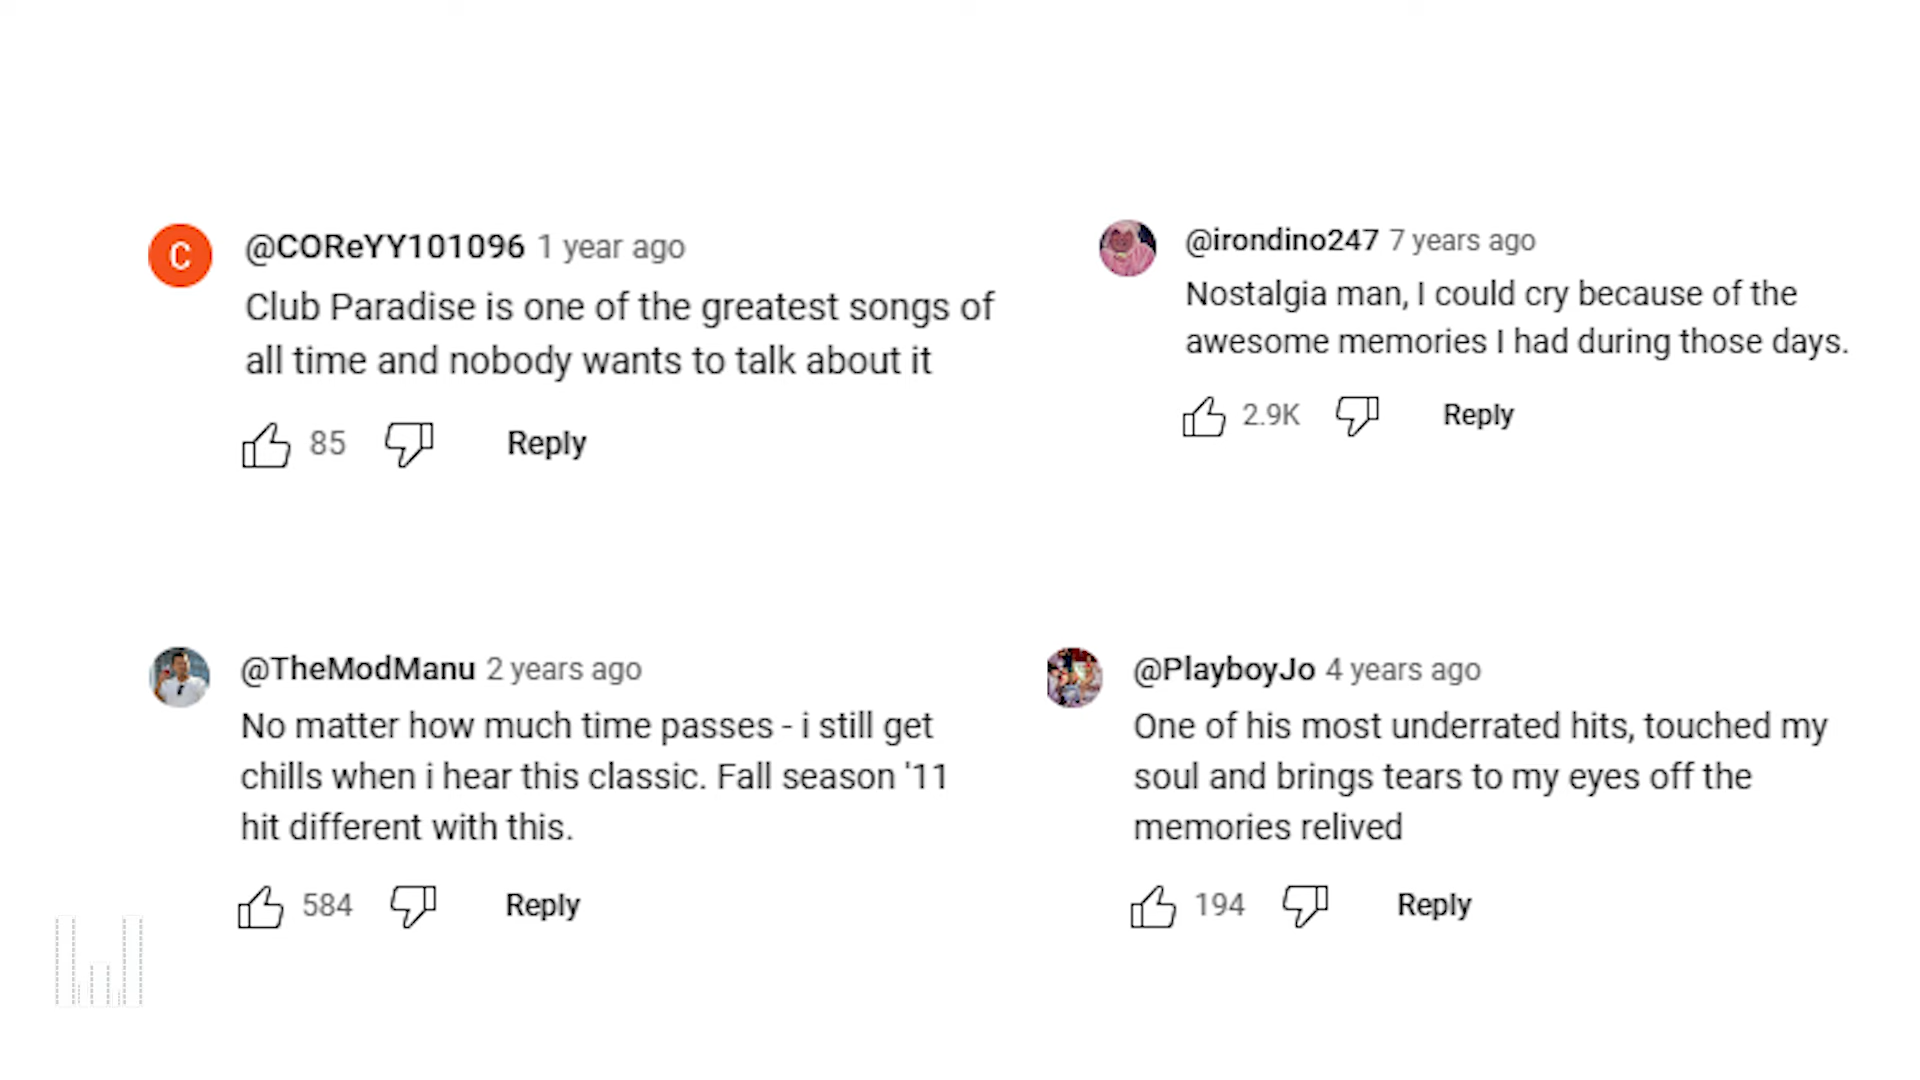 C
@COReYY101096 1 year ago
Club Paradise is one of the greatest songs of
all time and nobody wants to talk about it
85 Reply
@irondino247 7 years ago
Nostalgia man, I could cry because of the
awesome memories I had during those days.
2.9K Reply
@TheModManu 2 years ago
No matter how much time passes - i still get
chills when i hear this classic. Fall season '11
hit different with this.
584 Reply
@PlayboyJo 4 years ago
One of his most underrated hits, touched my
soul and brings tears to my eyes off the
memories relived
194 Reply